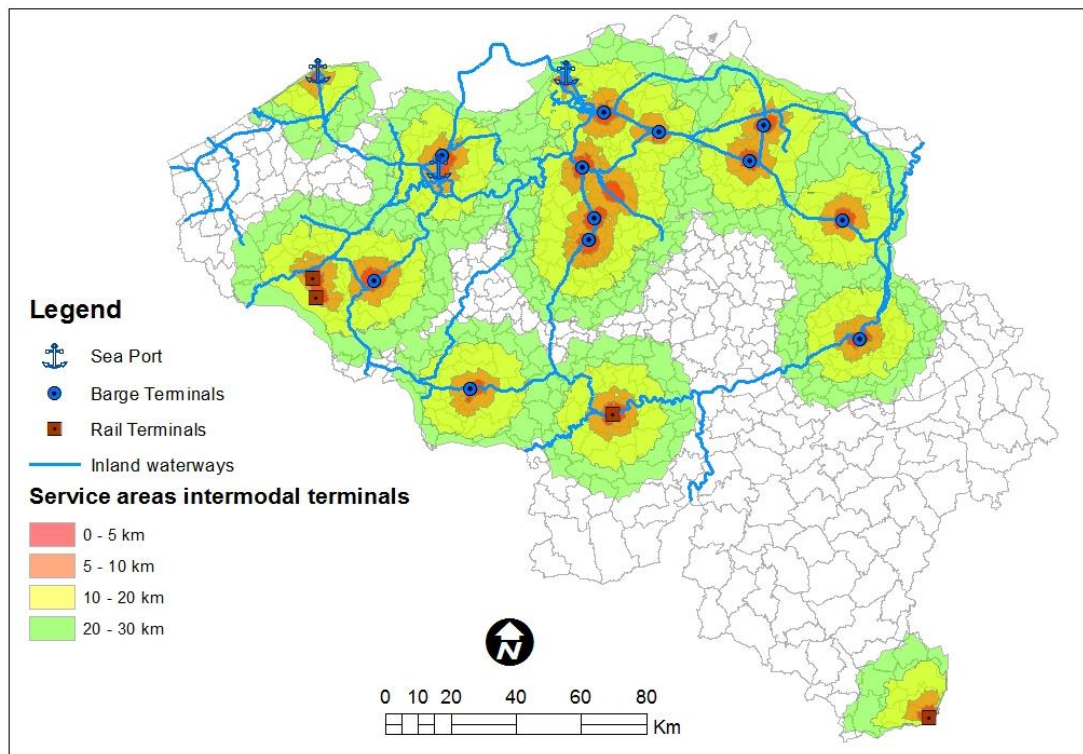 Legend
Sea Port
Barge Terminals
Rail Terminals
Inland waterways
Service areas intermodal terminals
0 - 5 km
5 - 10 km
10 - 20 km
20 - 30 km
N
0 10 20 40 60 80
Km